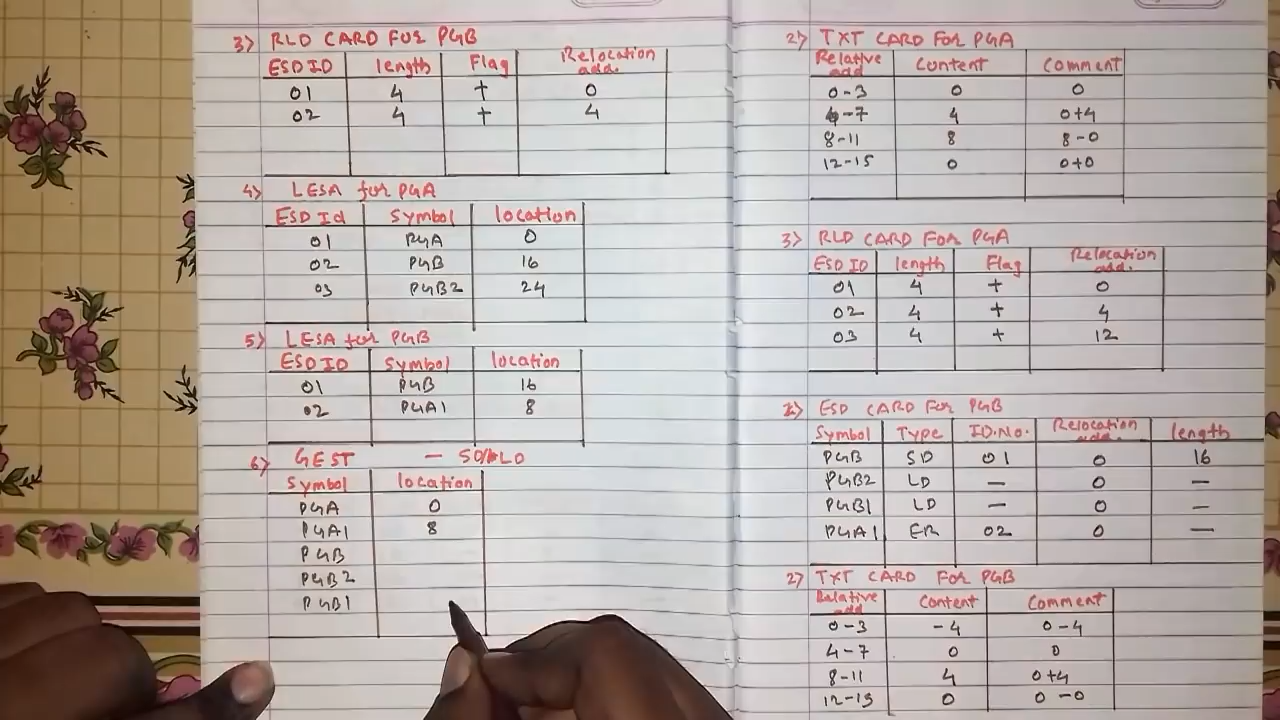 3) RLD CARD FOR PGB
ESD ID length Flag Relocation add.
01 4 + 0
02 4 + 4
4) LESA for PGA
ESD Id Symbol location
01 PGA 0
02 PGB 16
03 PGB2 24
5) LESA for PGB
ESD ID Symbol location
01 PGB 16
02 PGA1 8
6) GEST - SD/LD
Symbol location
PGA 0
PGA1 8
PGB
PGB2
PGB1
2) TXT CARD FOR PGA
Relative add Content Comment
0-3 0 0
4-7 4 0+4
8-11 8 8-0
12-15 0 0+0
3) RLD CARD FOR PGA
ESD ID length Flag Relocation add.
01 4 + 0
02 4 + 4
03 4 + 12
ESD CARD FOR PGB
Symbol Type ID.No. Relocation add. length
PGB SD 01 0 16
PGB2 LD — 0 —
PGB1 LD — 0 —
PGA1 ER 02 0 —
2) TXT CARD FOR PGB
Relative add Content Comment
0-3 -4 0-4
4-7 0 0
8-11 4 0+4
12-15 0 0-0